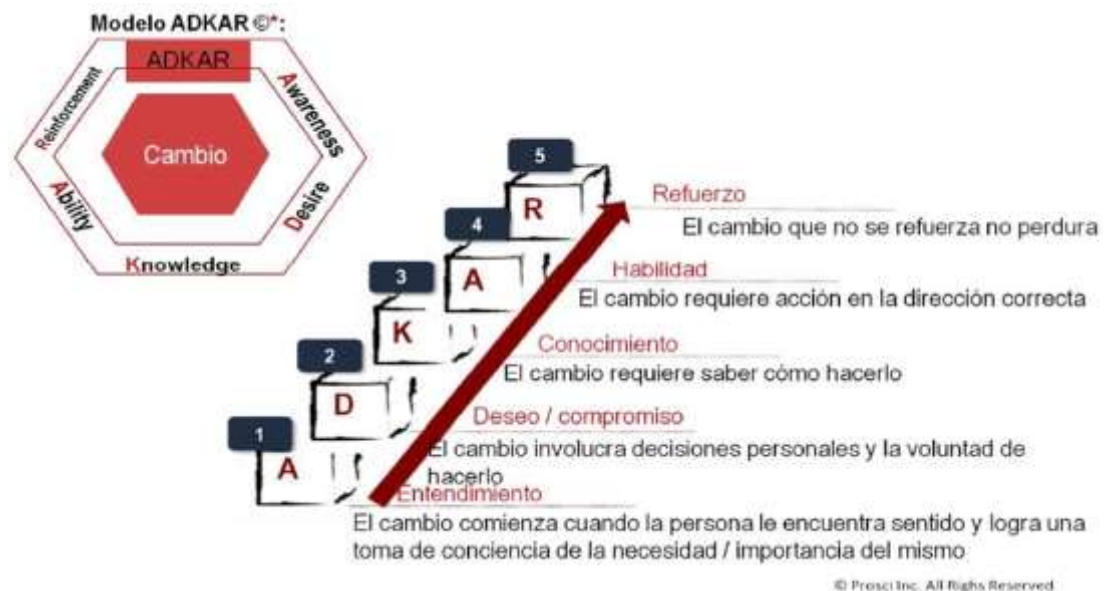 Modelo ADKAR ©*:
ADKAR
Reinforcement
Awareness
Cambio
Ability
Desire
Knowledge
5
R
Refuerzo
El cambio que no se refuerza no perdura
4
A
Habilidad
El cambio requiere acción en la dirección correcta
3
K
Conocimiento
El cambio requiere saber cómo hacerlo
2
D
Deseo / compromiso
El cambio involucra decisiones personales y la voluntad de
hacerlo
1
A
Entendimiento
El cambio comienza cuando la persona le encuentra sentido y logra una
toma de conciencia de la necesidad / importancia del mismo
© Prosci Inc. All Righs Reserved